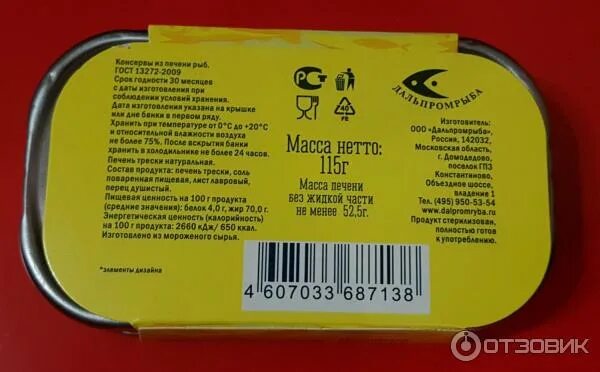 Консервы из печени рыб.
ГОСТ 13272-2009
Срок годности 30 месяцев
с даты изготовления при
соблюдении условий хранения.
Дата изготовления указана на крышке
или дне банки в первом ряду.
Хранить при температуре от 0°С до +20°С
и относительной влажности воздуха
не более 75%. После вскрытия банки
хранить в холодильнике не более 24 часов.
Печень трески натуральная.
Состав продукта: печень трески, соль
поваренная пищевая, лист лавровый,
перец душистый.
Пищевая ценность на 100 г продукта
(средние значения): белок 4,0 г, жир 70,0 г.
Энергетическая ценность (калорийность)
на 100 г продукта: 2660 кДж/ 650 ккал.
Изготовлено из мороженого сырья.
*элементы дизайна
РСТ
40
FE
Масса нетто:
115г
Масса печени
без жидкой части
не менее 52,5г.
4 607033 687138
ДАЛЬПРОМРЫБА
Изготовитель:
ООО «Дальпромрыба»,
Россия, 142032,
Московская область,
г. Домодедово,
поселок ГПЗ
Константиново,
Объездное шоссе,
владение 1
Тел. (495) 950-53-54
www.dalpromryba.ru
Продукт стерилизован,
полностью готов
к употреблению.
ОТЗОВИК